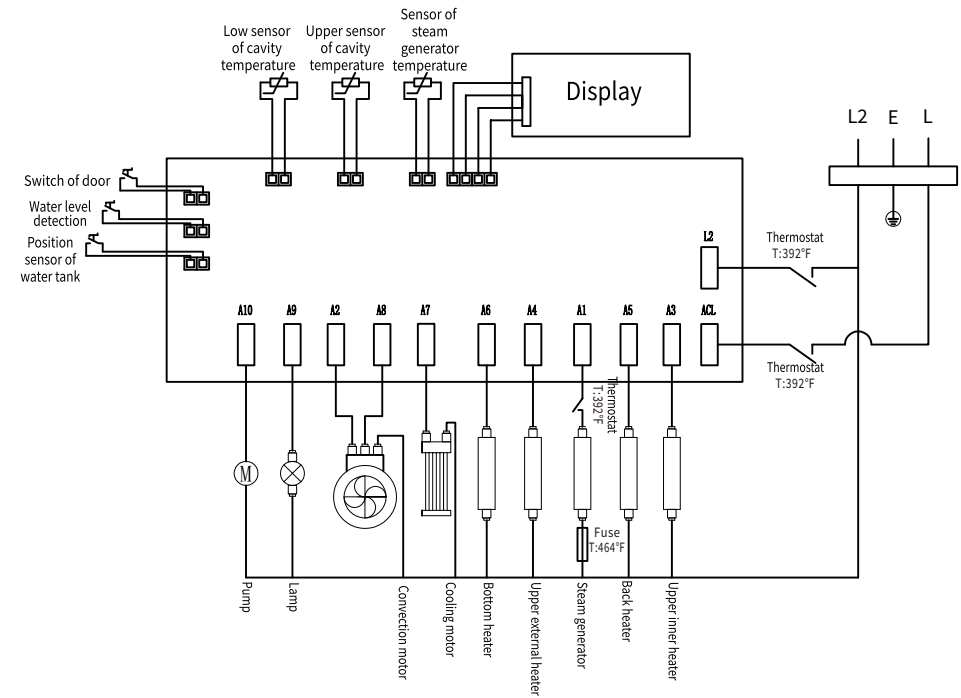 Low sensor
of cavity
temperature
Upper sensor
of cavity
temperature
Sensor of
steam
generator
temperature
Display
L2
E
L
Switch of door
Water level
detection
Position
sensor of
water tank
L2
Thermostat
T:392°F
A10
A9
A2
A8
A7
A6
A4
A1
A5
A3
ACL
Thermostat
T:392°F
Thermostat
T:392°F
M
Fuse
T:464°F
Pump
Lamp
Convection motor
Cooling motor
Bottom heater
Upper external heater
Steam generator
Back heater
Upper inner heater